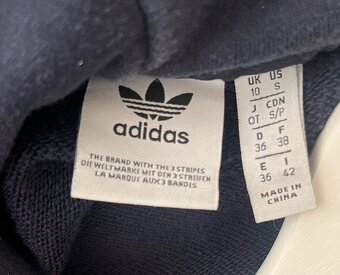 adidas
THE BRAND WITH THE 3 STRIPES
DIE WELTMARKE MIT DEN 3 STREIFEN
LA MARQUE AUX 3 BANDES
UK US
10 S
J CDN
OT S/P
D F
36 38
E I
36 42
MADE IN
CHINA